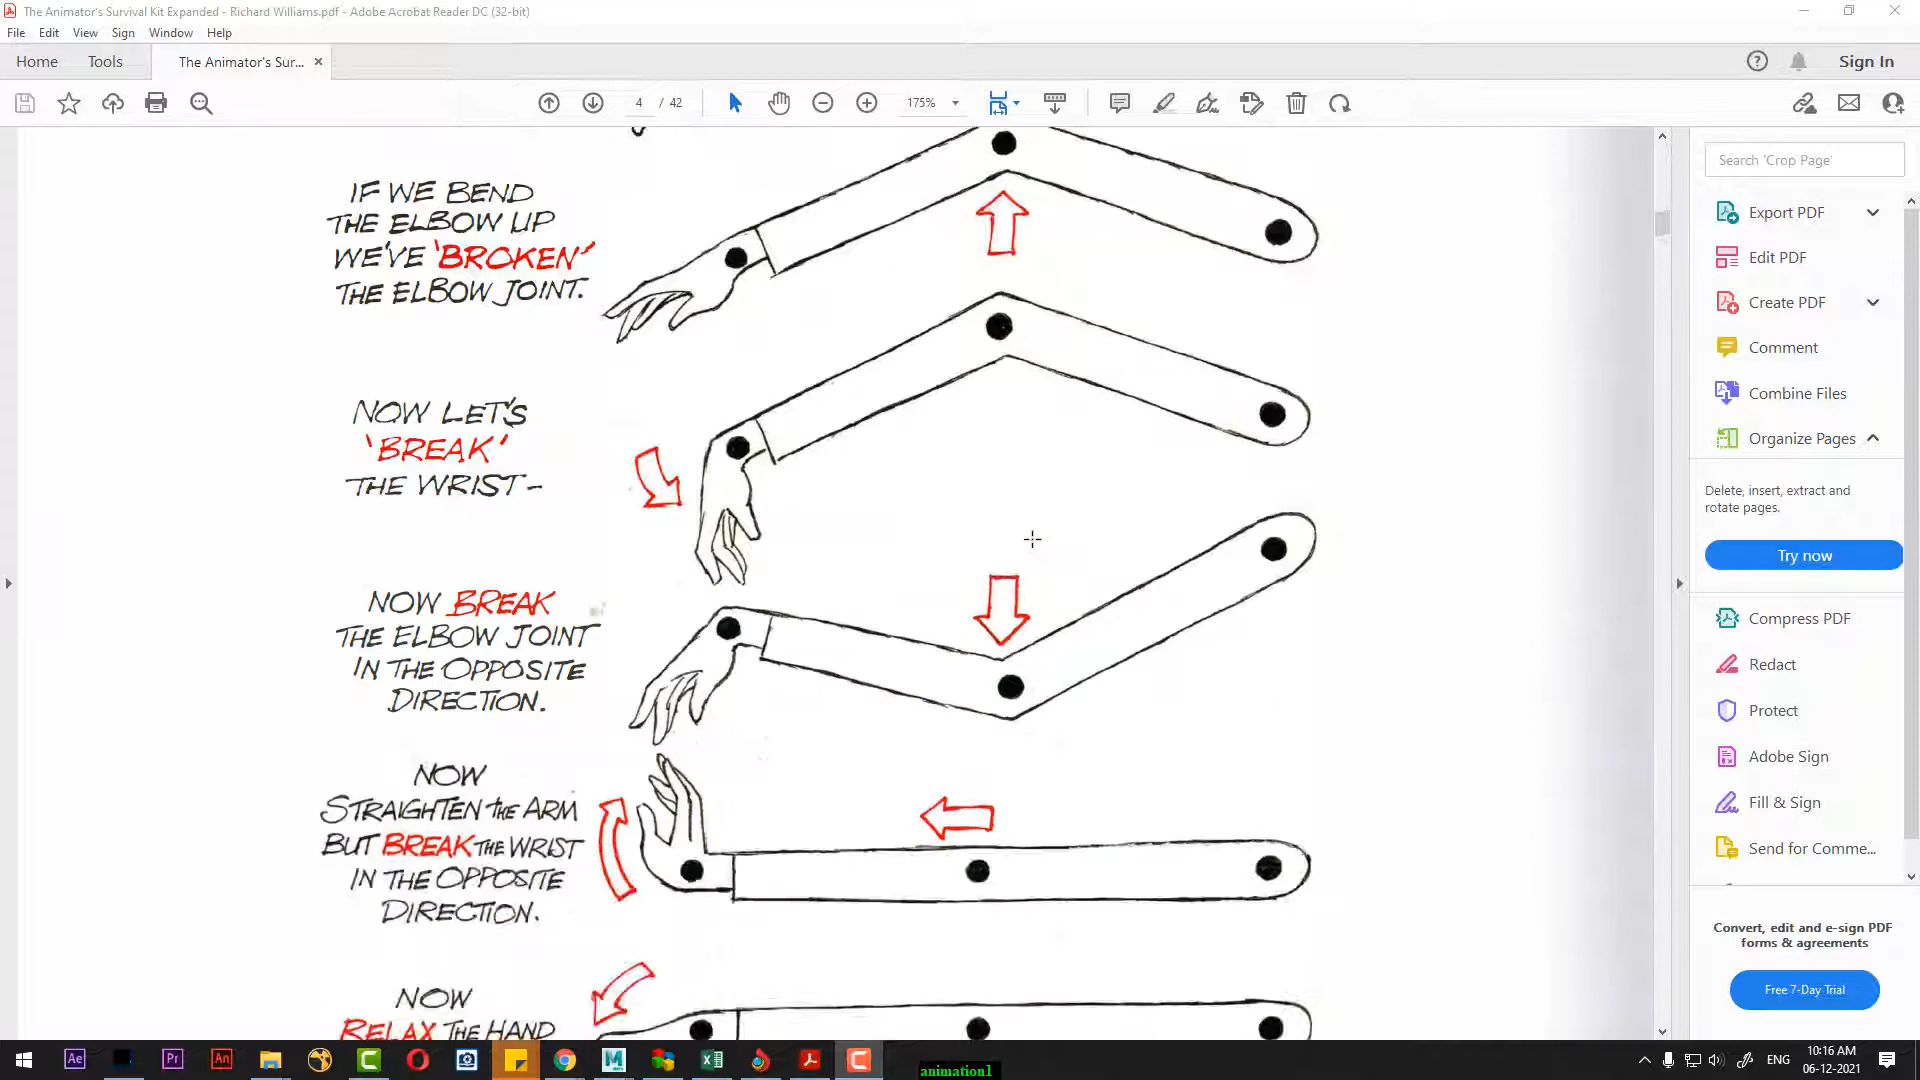 The Animator's Survival Kit Expanded - Richard Williams.pdf - Adobe Acrobat Reader DC (32-bit)
File Edit View Sign Window Help
Home Tools The Animator's Sur... Sign In
4 / 42 175%
Search 'Crop Page'
Export PDF
Edit PDF
Create PDF
Comment
Combine Files
Organize Pages
Delete, insert, extract and
rotate pages.
Try now
Compress PDF
Redact
Protect
Adobe Sign
Fill & Sign
Send for Comme...
Convert, edit and e-sign PDF
forms & agreements
Free 7-Day Trial
IF WE BEND
THE ELBOW UP
WE'VE 'BROKEN'
THE ELBOW JOINT.
NOW LET'S
'BREAK'
THE WRIST -
NOW BREAK
THE ELBOW JOINT
IN THE OPPOSITE
DIRECTION.
NOW
STRAIGHTEN the ARM
BUT BREAK THE WRIST
IN THE OPPOSITE
DIRECTION.
NOW
RELAX THE HAND
Ae Pr An
animation1
ENG
10:16 AM
06-12-2021